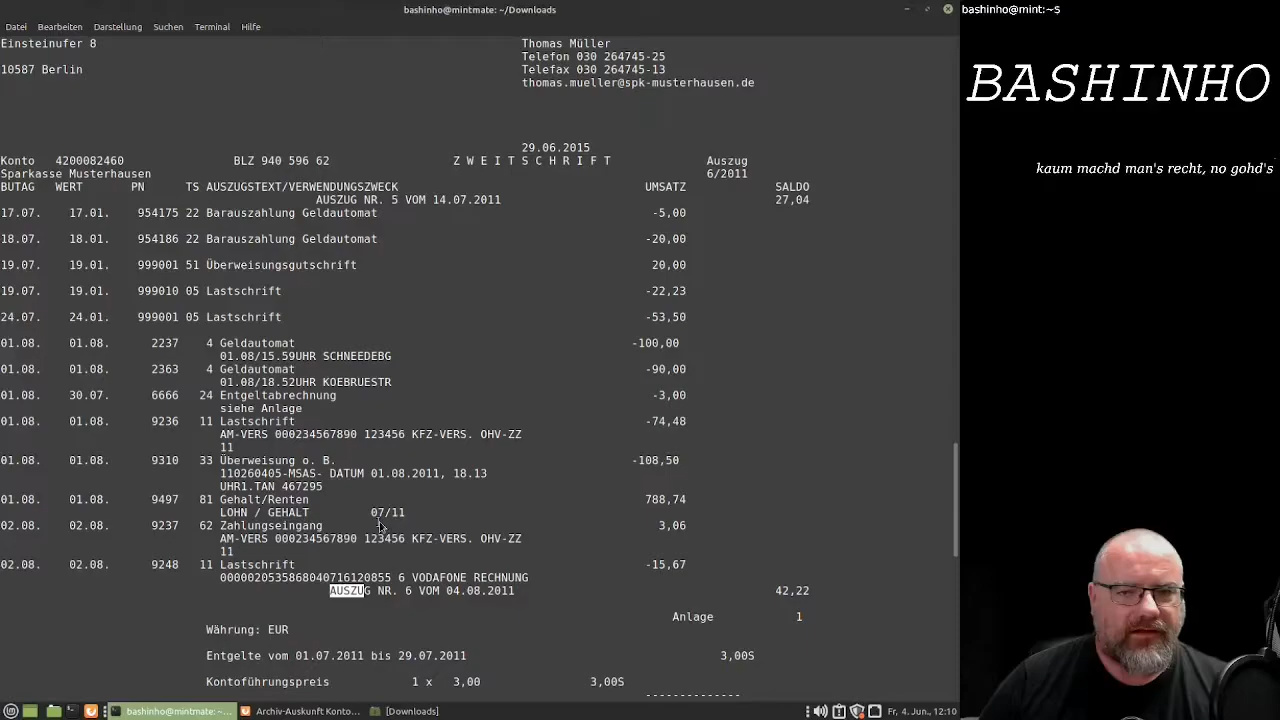 bashinho@mintmate: ~/Downloads
bashinho@mint:~$
Datei Bearbeiten Darstellung Suchen Terminal Hilfe
Einsteinufer 8 Thomas Müller
Telefon 030 264745-25
10587 Berlin Telefax 030 264745-13
thomas.mueller@spk-musterhausen.de
BASHINHO
kaum machd man's recht, no gohd's
29.06.2015
Konto 4200082460 BLZ 940 596 62 Z W E I T S C H R I F T Auszug
Sparkasse Musterhausen 6/2011
BUTAG WERT PN TS AUSZUGSTEXT/VERWENDUNGSZWECK UMSATZ SALDO
AUSZUG NR. 5 VOM 14.07.2011 27,04
17.07. 17.01. 954175 22 Barauszahlung Geldautomat -5,00
18.07. 18.01. 954186 22 Barauszahlung Geldautomat -20,00
19.07. 19.01. 999001 51 Überweisungsgutschrift 20,00
19.07. 19.01. 999010 05 Lastschrift -22,23
24.07. 24.01. 999001 05 Lastschrift -53,50
01.08. 01.08. 2237 4 Geldautomat -100,00
01.08/15.59UHR SCHNEEDEBG
01.08. 01.08. 2363 4 Geldautomat -90,00
01.08/18.52UHR KOEBRUESTR
01.08. 30.07. 6666 24 Entgeltabrechnung -3,00
siehe Anlage
01.08. 01.08. 9236 11 Lastschrift -74,48
AM-VERS 000234567890 123456 KFZ-VERS. OHV-ZZ
11
01.08. 01.08. 9310 33 Überweisung o. B. -108,50
110260405-MSAS- DATUM 01.08.2011, 18.13
UHR1.TAN 467295
01.08. 01.08. 9497 81 Gehalt/Renten 788,74
LOHN / GEHALT 07/11
02.08. 02.08. 9237 62 Zahlungseingang 3,06
AM-VERS 000234567890 123456 KFZ-VERS. OHV-ZZ
11
02.08. 02.08. 9248 11 Lastschrift -15,67
0000020535868040716120855 6 VODAFONE RECHNUNG
AUSZUG NR. 6 VOM 04.08.2011 42,22
Anlage 1
Währung: EUR
Entgelte vom 01.07.2011 bis 29.07.2011 3,00S
Kontoführungspreis 1 x 3,00 3,00S
--------------
bashinho@mintmate: ~... Archiv-Auskunft Konto... [Downloads] Fr, 4. Jun., 12:10